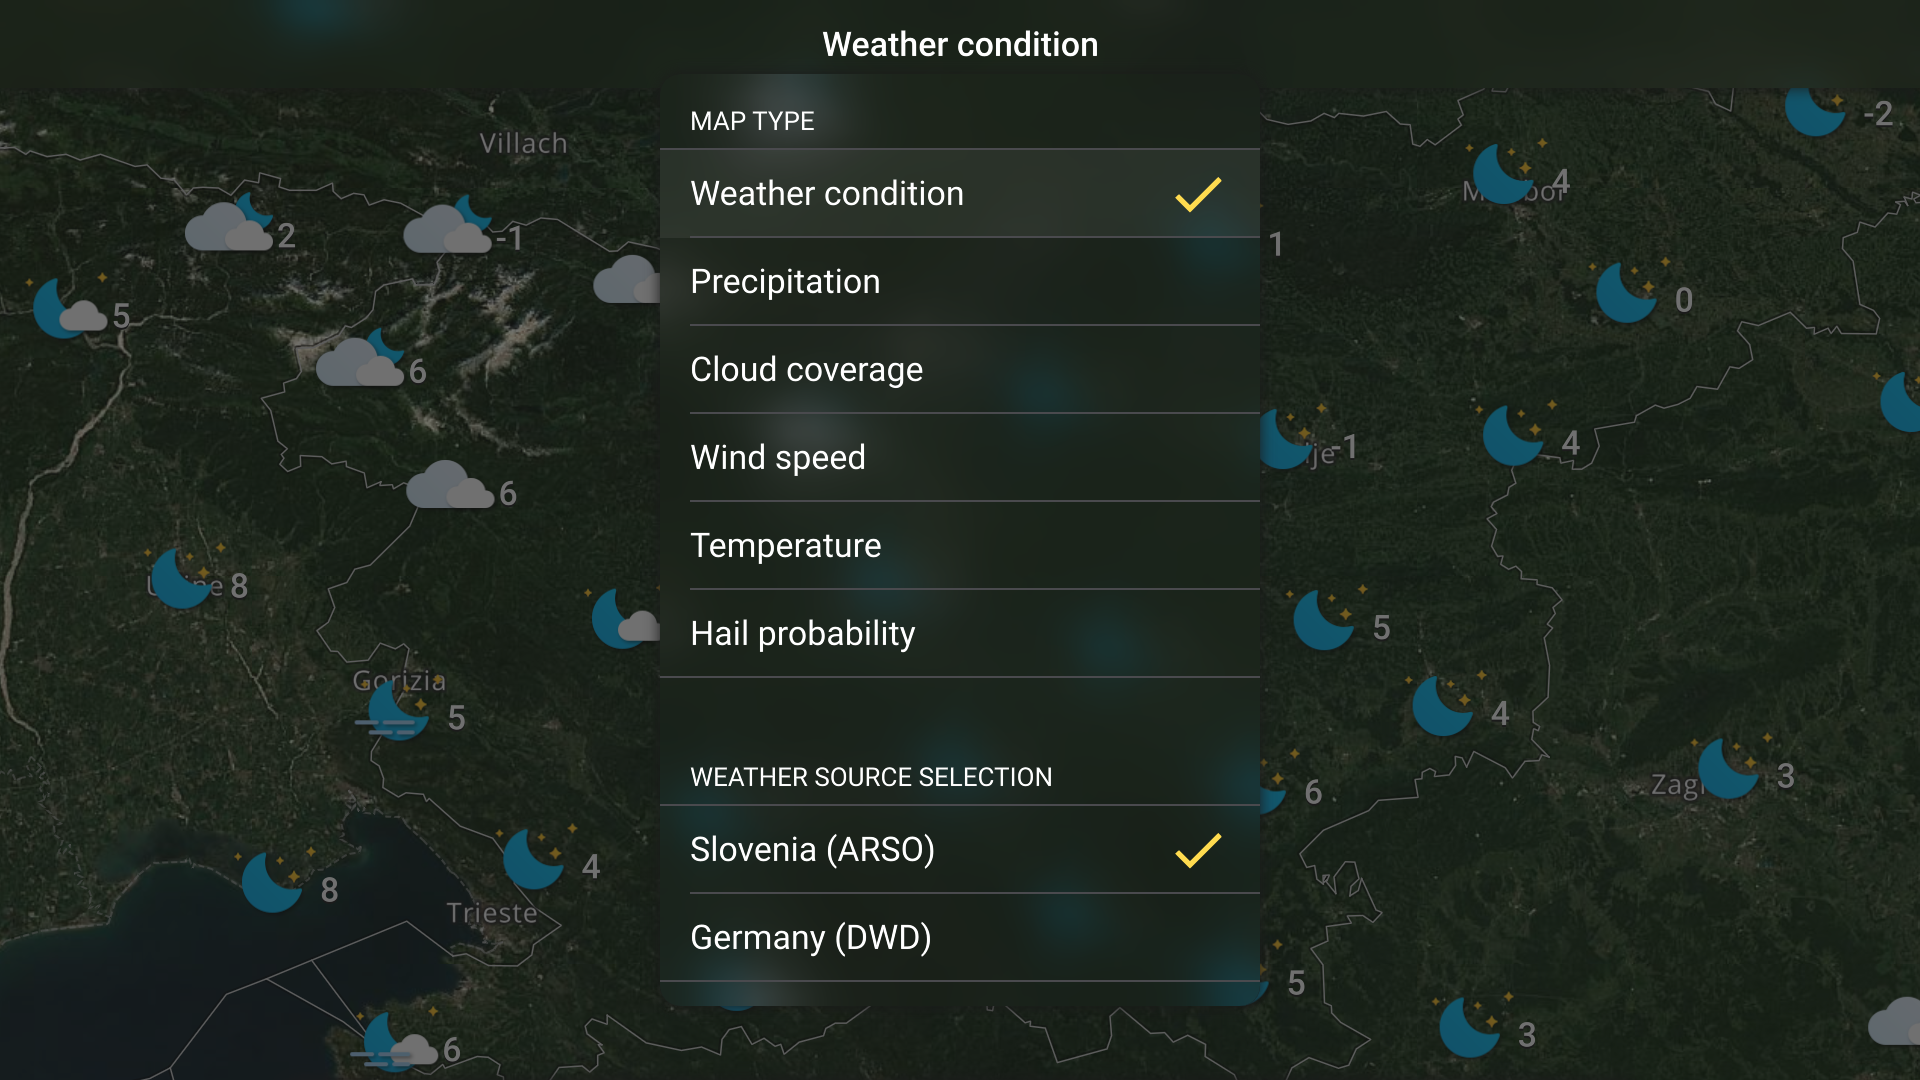 Weather condition
MAP TYPE
Weather condition
Precipitation
Cloud coverage
Wind speed
Temperature
Hail probability
WEATHER SOURCE SELECTION
Slovenia (ARSO)
Germany (DWD)
Villach
-2
4
2
-1
1
5
0
6
-1
4
6
8
5
Gorizia
5
4
3
6
4
8
Trieste
5
3
6